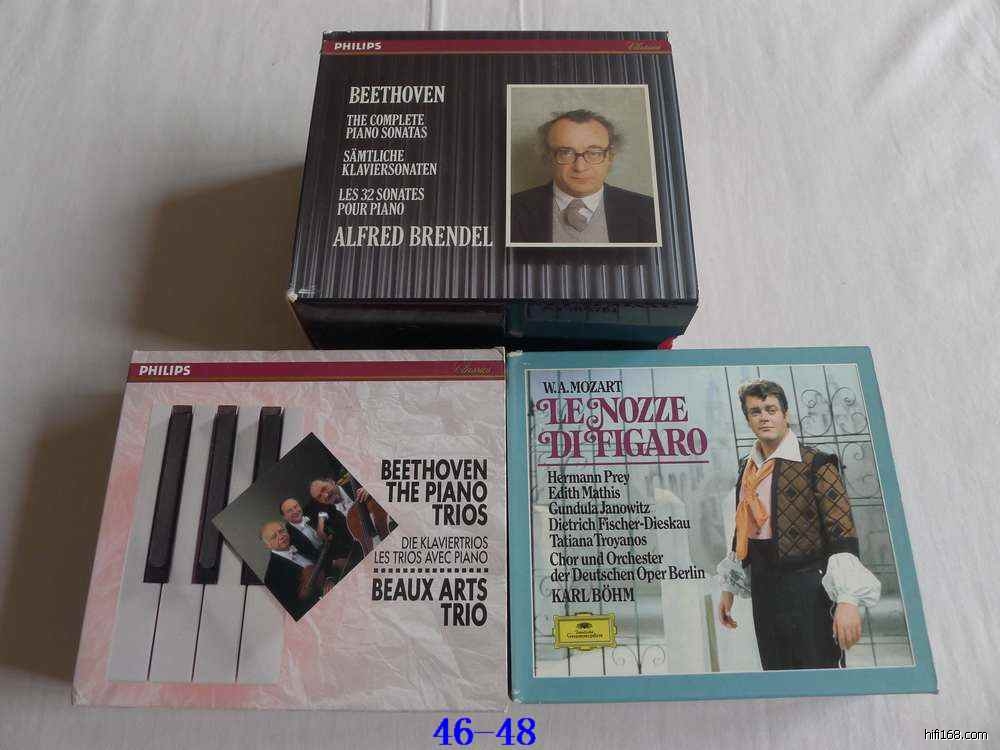 PHILIPS
Classics
BEETHOVEN
THE COMPLETE
PIANO SONATAS
SÄMTLICHE
KLAVIERSONATEN
LES 32 SONATES
POUR PIANO
ALFRED BRENDEL
PHILIPS
Classics
BEETHOVEN
THE PIANO
TRIOS
DIE KLAVIERTRIOS
LES TRIOS AVEC PIANO
BEAUX ARTS
TRIO
W. A. MOZART
LE NOZZE
DI FIGARO
Hermann Prey
Edith Mathis
Gundula Janowitz
Dietrich Fischer-Dieskau
Tatiana Troyanos
Chor und Orchester
der Deutschen Oper Berlin
KARL BÖHM
Deutsche
Grammophon
46-48
hifi168.com